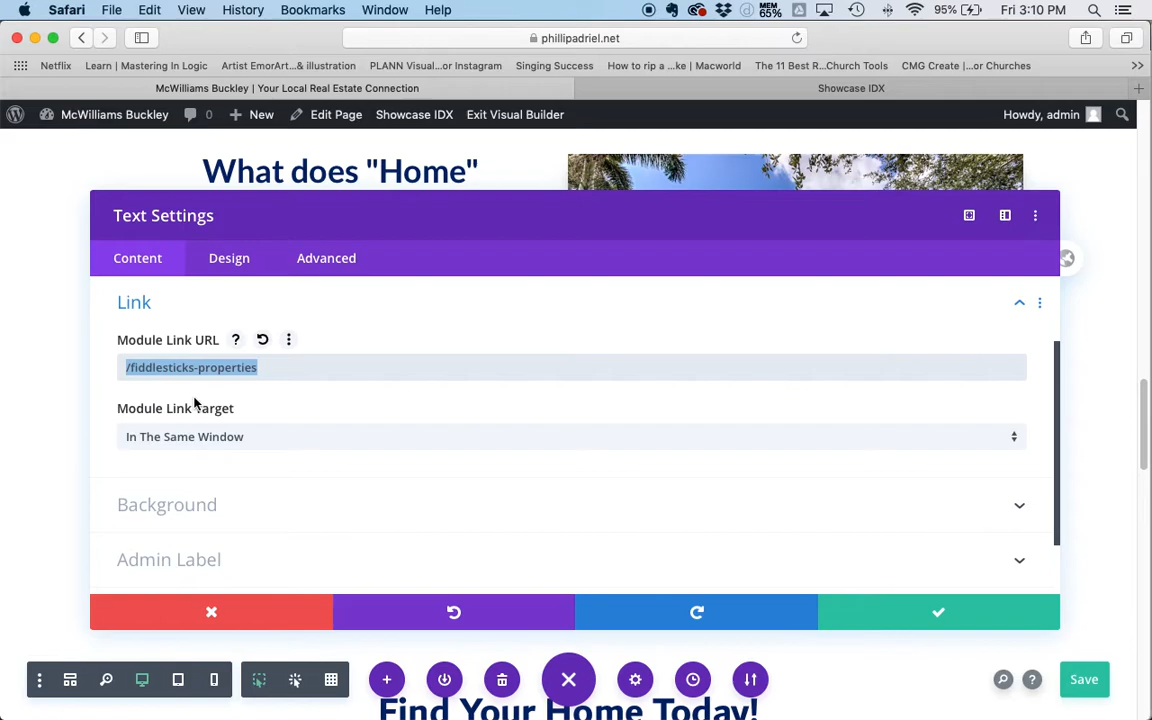 Safari File Edit View History Bookmarks Window Help MEM 65% 95% Fri 3:10 PM
phillipadriel.net
Netflix Learn | Mastering In Logic Artist EmorArt...& illustration PLANN Visual...or Instagram Singing Success How to rip a ...ke | Macworld The 11 Best R...Church Tools CMG Create |...or Churches >>
McWilliams Buckley | Your Local Real Estate Connection Showcase IDX +
McWilliams Buckley 0 + New Edit Page Showcase IDX Exit Visual Builder Howdy, admin
What does "Home"
Text Settings
Content Design Advanced
Link
Module Link URL ?
/fiddlesticks-properties
Module Link Target
In The Same Window
Background
Admin Label
? Save
Find Your Home Today!